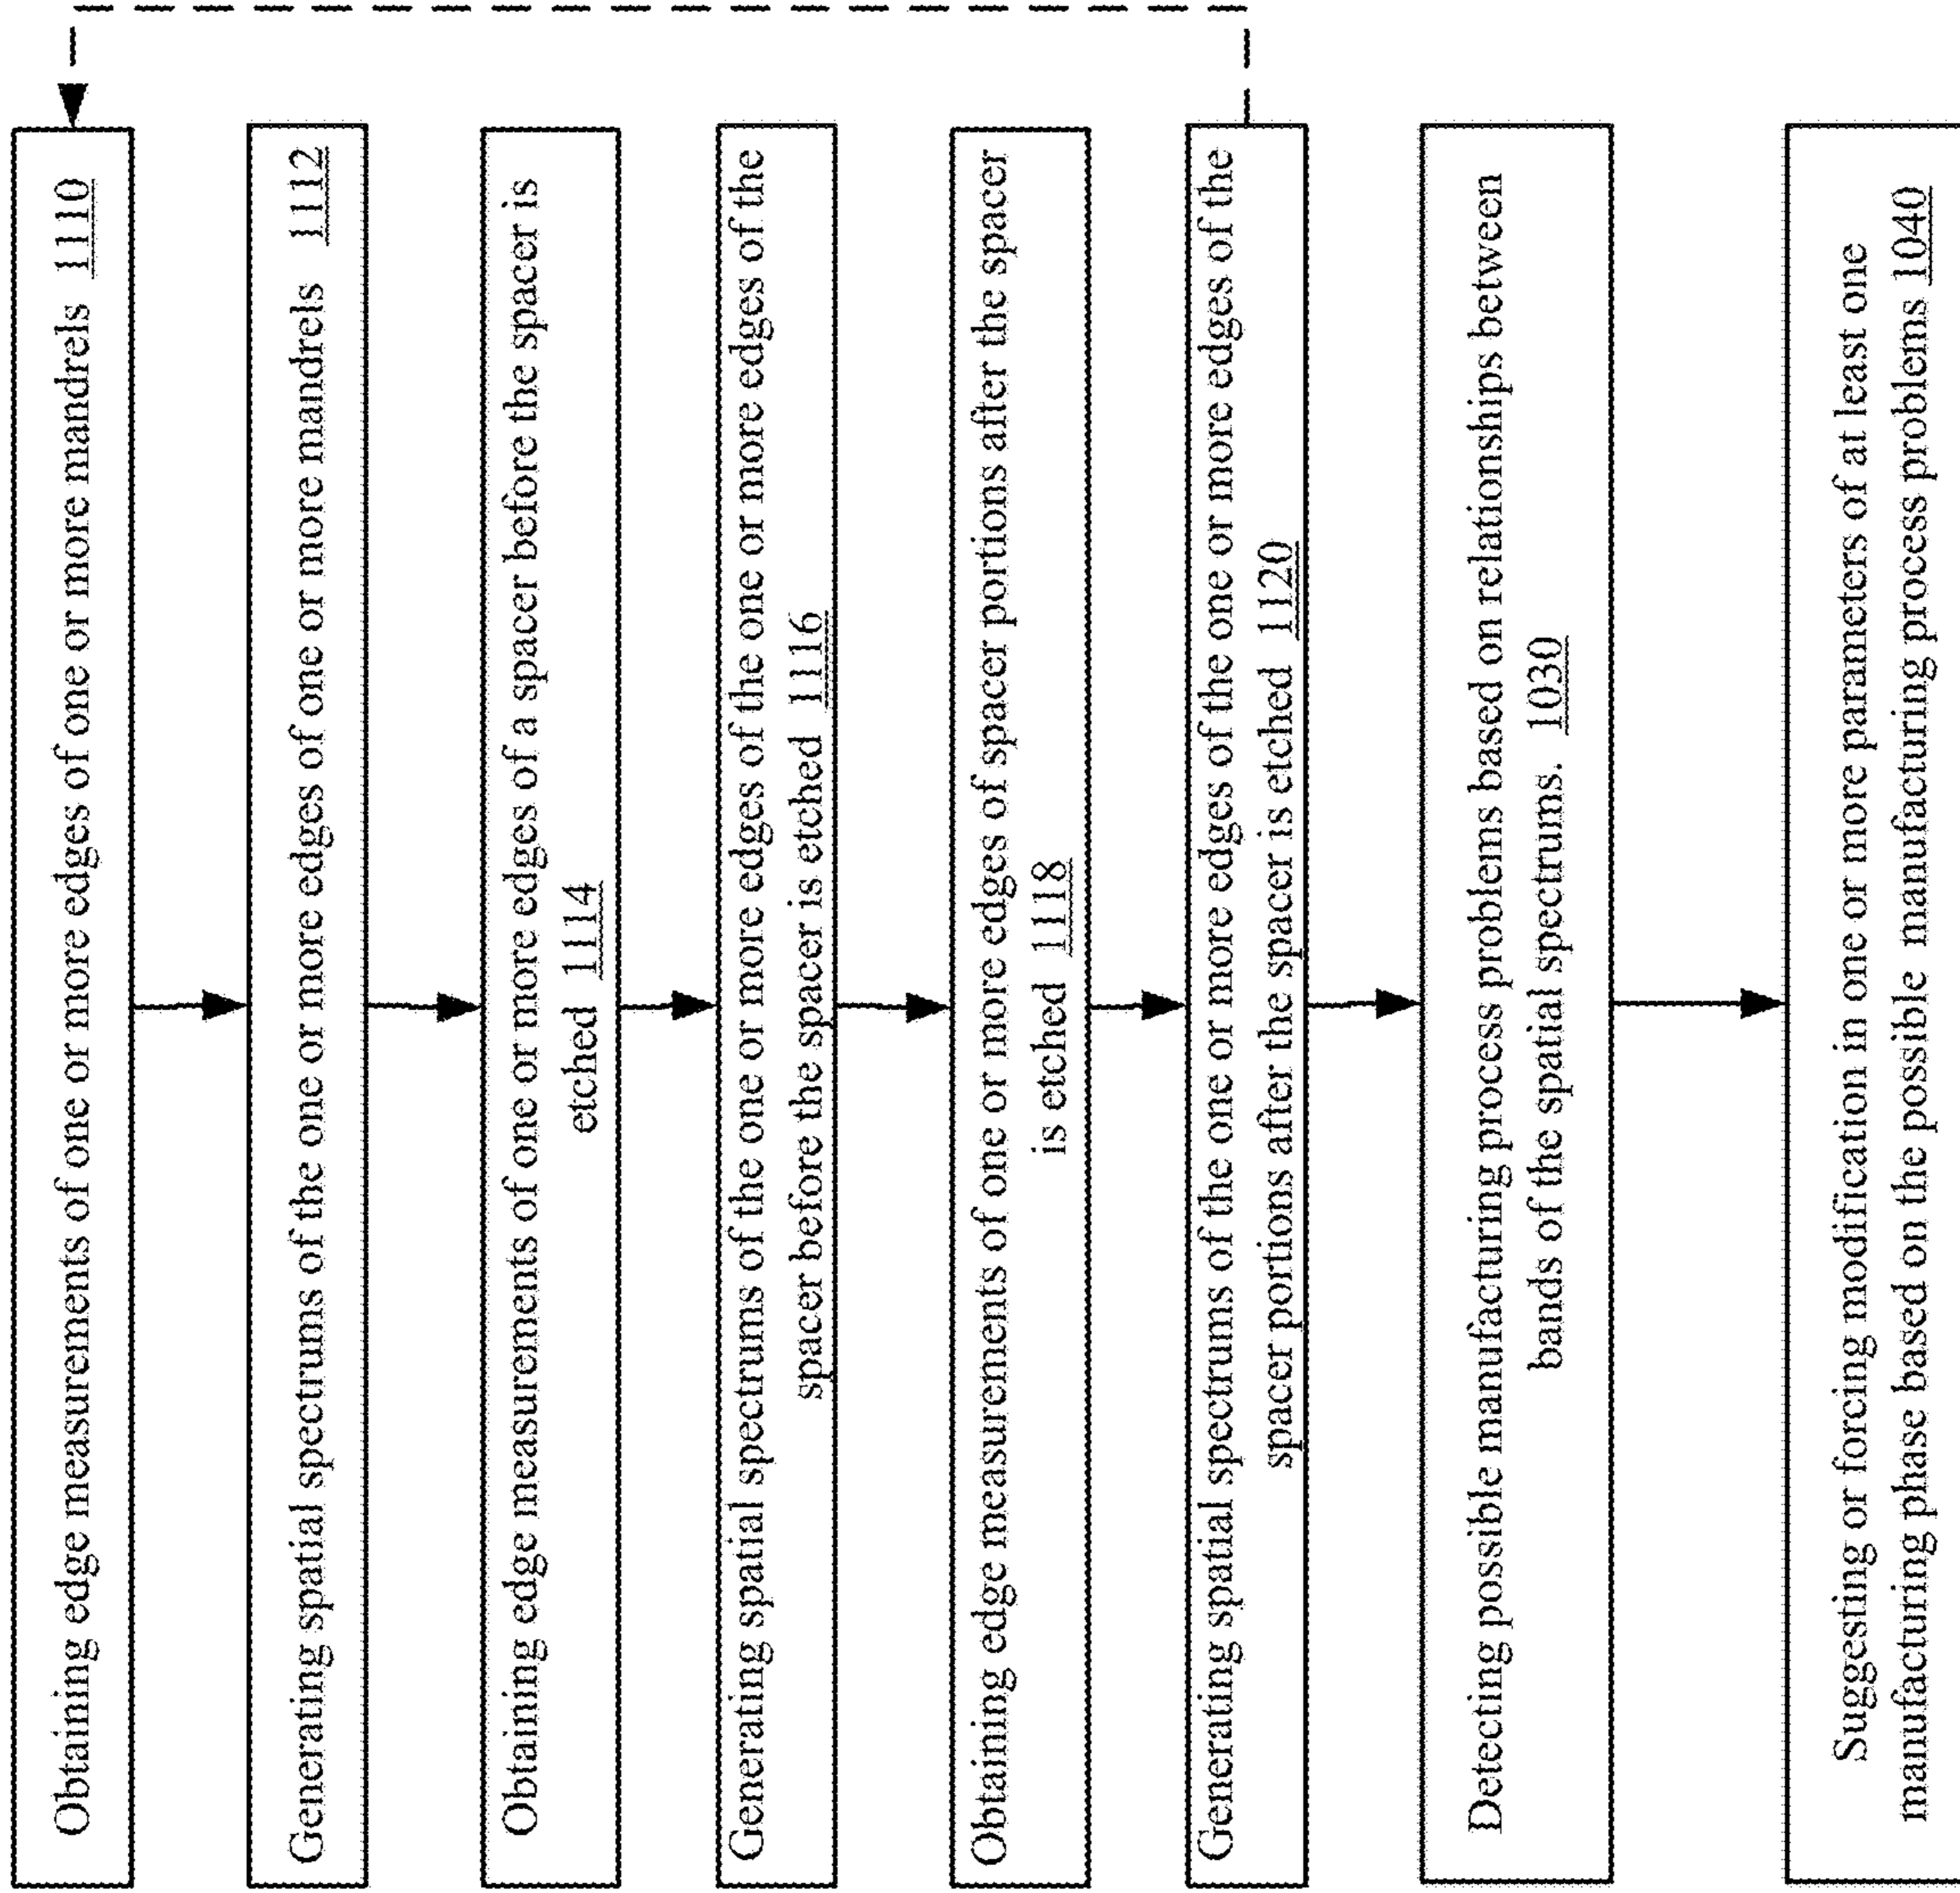 Obtaining edge measurements of one or more edges of one or more mandrels 1110
Generating spatial spectrums of the one or more edges of one or more mandrels 1112
Obtaining edge measurements of one or more edges of a spacer before the spacer is
etched 1114
Generating spatial spectrums of the one or more edges of the one or more edges of the
spacer before the spacer is etched 1116
Obtaining edge measurements of one or more edges of spacer portions after the spacer
is etched 1118
Generating spatial spectrums of the one or more edges of the one or more edges of the
spacer portions after the spacer is etched 1120
Detecting possible manufacturing process problems based on relationships between
bands of the spatial spectrums. 1030
Suggesting or forcing modification in one or more parameters of at least one
manufacturing phase based on the possible manufacturing process problems 1040